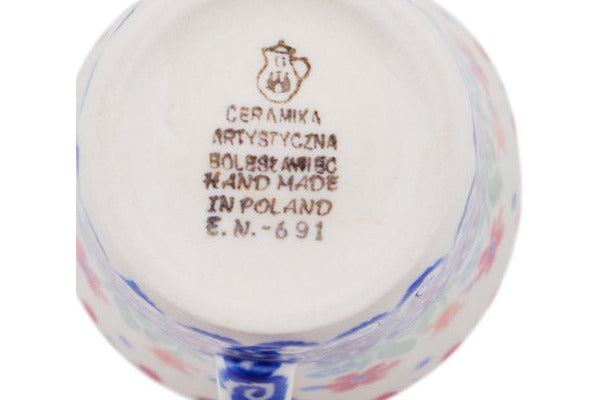 CERAMIKA
ARTYSTYCZNA
BOLESŁAWIEC
HAND MADE
IN POLAND
E.N.-691